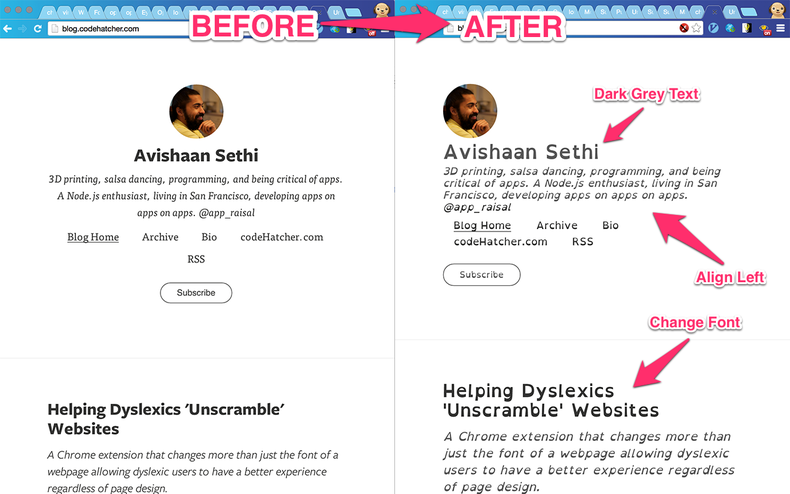 BEFORE
AFTER
blog.codehatcher.com
Avishaan Sethi
3D printing, salsa dancing, programming, and being critical of apps.
A Node.js enthusiast, living in San Francisco, developing apps on
apps on apps. @app_raisal
Blog Home Archive Bio codeHatcher.com
RSS
Subscribe
Helping Dyslexics 'Unscramble'
Websites
A Chrome extension that changes more than just the font of a
webpage allowing dyslexic users to have a better experience
regardless of page design.
Dark Grey Text
Avishaan Sethi
3D printing, salsa dancing, programming, and being
critical of apps. A Node.js enthusiast, living in San
Francisco, developing apps on apps on apps.
@app_raisal
Blog Home Archive Bio
codeHatcher.com RSS
Subscribe
Align Left
Change Font
Helping Dyslexics
'Unscramble' Websites
A Chrome extension that changes more than
just the font of a webpage allowing dyslexic
users to have a better experience regardless
of page design.